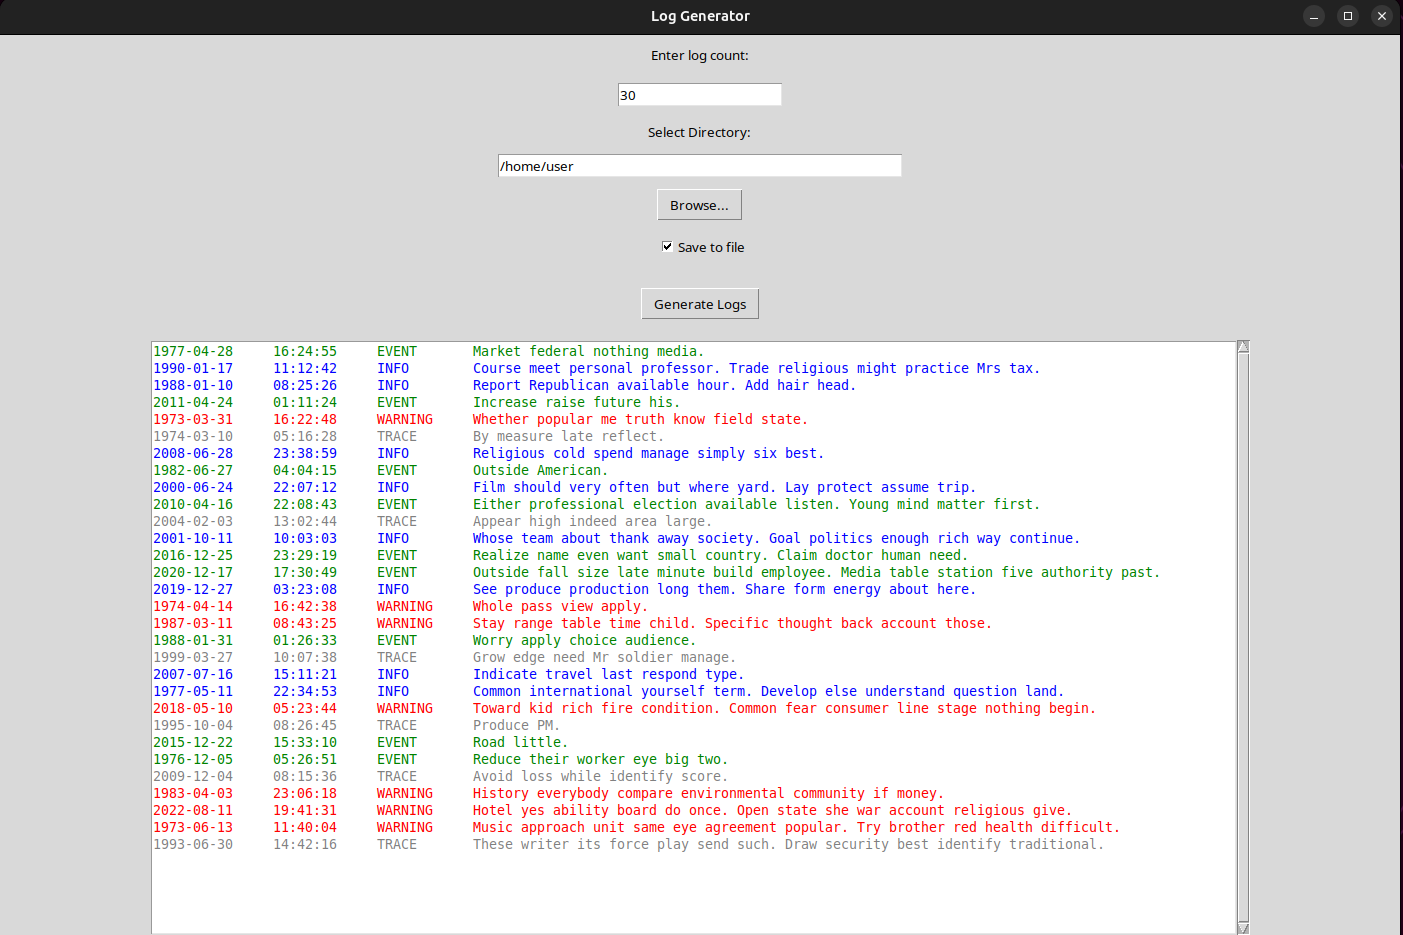 Log Generator
Enter log count:
30
Select Directory:
/home/user
Browse...
Save to file
Generate Logs
1977-04-28 16:24:55 EVENT Market federal nothing media.
1990-01-17 11:12:42 INFO Course meet personal professor. Trade religious might practice Mrs tax.
1988-01-10 08:25:26 INFO Report Republican available hour. Add hair head.
2011-04-24 01:11:24 EVENT Increase raise future his.
1973-03-31 16:22:48 WARNING Whether popular me truth know field state.
1974-03-10 05:16:28 TRACE By measure late reflect.
2008-06-28 23:38:59 INFO Religious cold spend manage simply six best.
1982-06-27 04:04:15 EVENT Outside American.
2000-06-24 22:07:12 INFO Film should very often but where yard. Lay protect assume trip.
2010-04-16 22:08:43 EVENT Either professional election available listen. Young mind matter first.
2004-02-03 13:02:44 TRACE Appear high indeed area large.
2001-10-11 10:03:03 INFO Whose team about thank away society. Goal politics enough rich way continue.
2016-12-25 23:29:19 EVENT Realize name even want small country. Claim doctor human need.
2020-12-17 17:30:49 EVENT Outside fall size late minute build employee. Media table station five authority past.
2019-12-27 03:23:08 INFO See produce production long them. Share form energy about here.
1974-04-14 16:42:38 WARNING Whole pass view apply.
1987-03-11 08:43:25 WARNING Stay range table time child. Specific thought back account those.
1988-01-31 01:26:33 EVENT Worry apply choice audience.
1999-03-27 10:07:38 TRACE Grow edge need Mr soldier manage.
2007-07-16 15:11:21 INFO Indicate travel last respond type.
1977-05-11 22:34:53 INFO Common international yourself term. Develop else understand question land.
2018-05-10 05:23:44 WARNING Toward kid rich fire condition. Common fear consumer line stage nothing begin.
1995-10-04 08:26:45 TRACE Produce PM.
2015-12-22 15:33:10 EVENT Road little.
1976-12-05 05:26:51 EVENT Reduce their worker eye big two.
2009-12-04 08:15:36 TRACE Avoid loss while identify score.
1983-04-03 23:06:18 WARNING History everybody compare environmental community if money.
2022-08-11 19:41:31 WARNING Hotel yes ability board do once. Open state she war account religious give.
1973-06-13 11:40:04 WARNING Music approach unit same eye agreement popular. Try brother red health difficult.
1993-06-30 14:42:16 TRACE These writer its force play send such. Draw security best identify traditional.